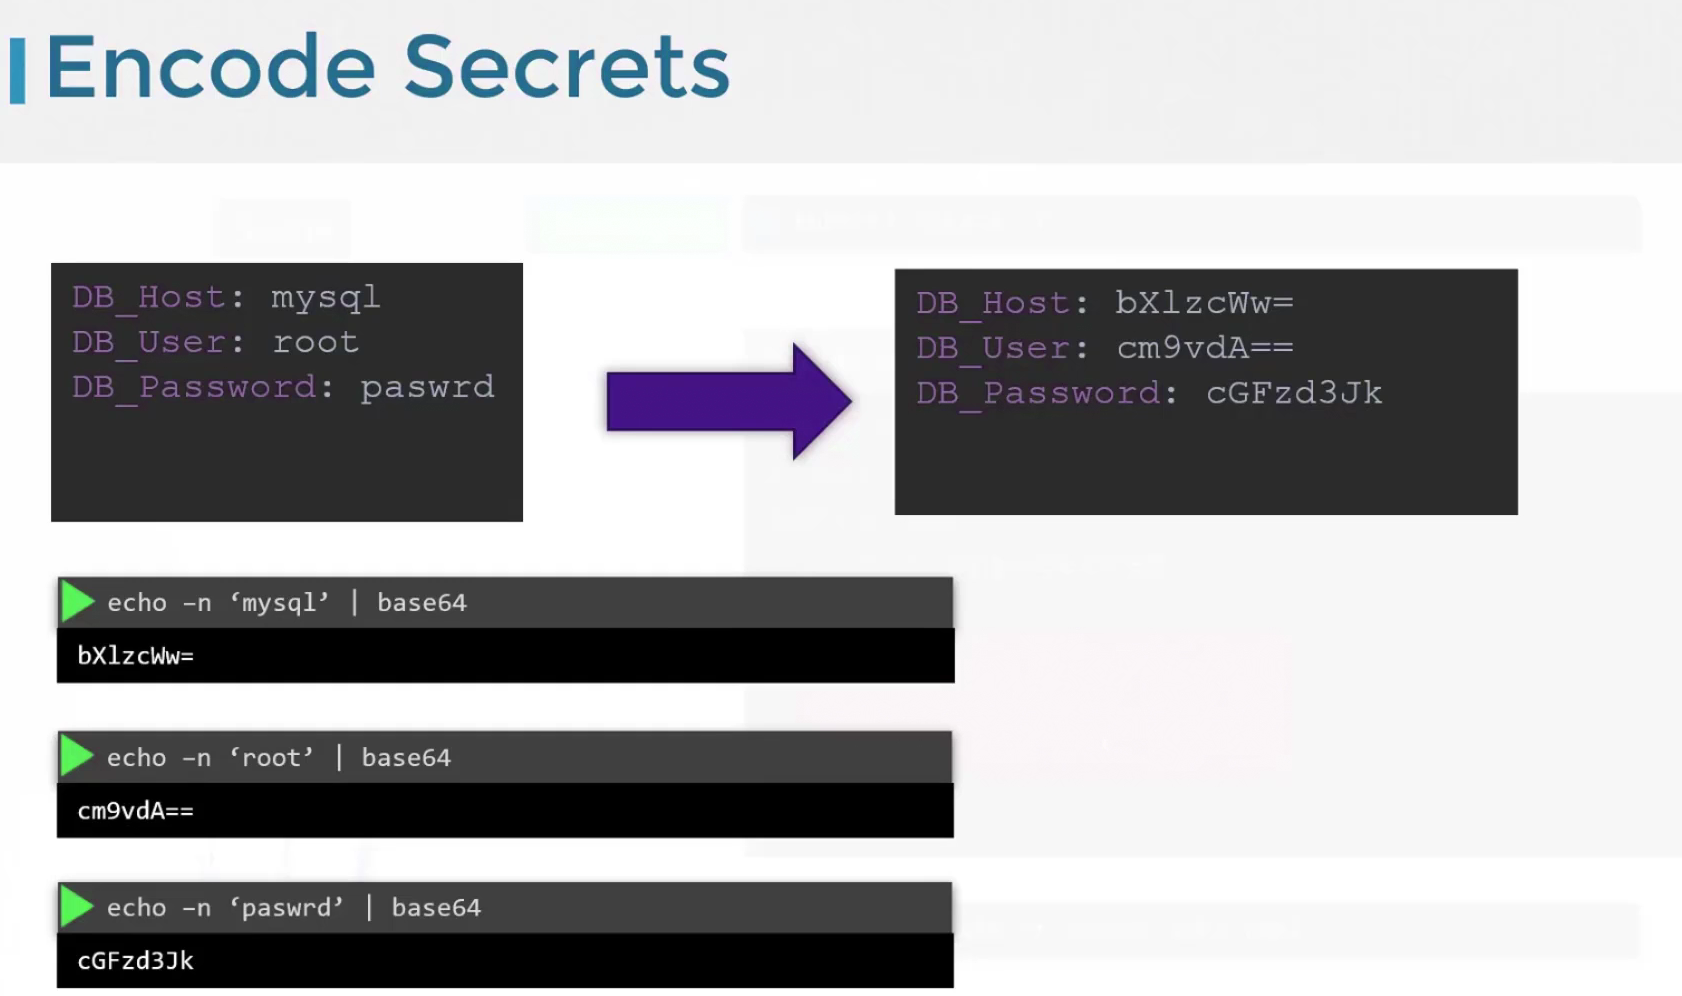 Encode Secrets
DB_Host: mysql
DB_User: root
DB_Password: paswrd
DB_Host: bXlzcWw=
DB_User: cm9vdA==
DB_Password: cGFzd3Jk
echo –n ‘mysql’ | base64
bXlzcWw=
echo –n ‘root’ | base64
cm9vdA==
echo –n ‘paswrd’ | base64
cGFzd3Jk